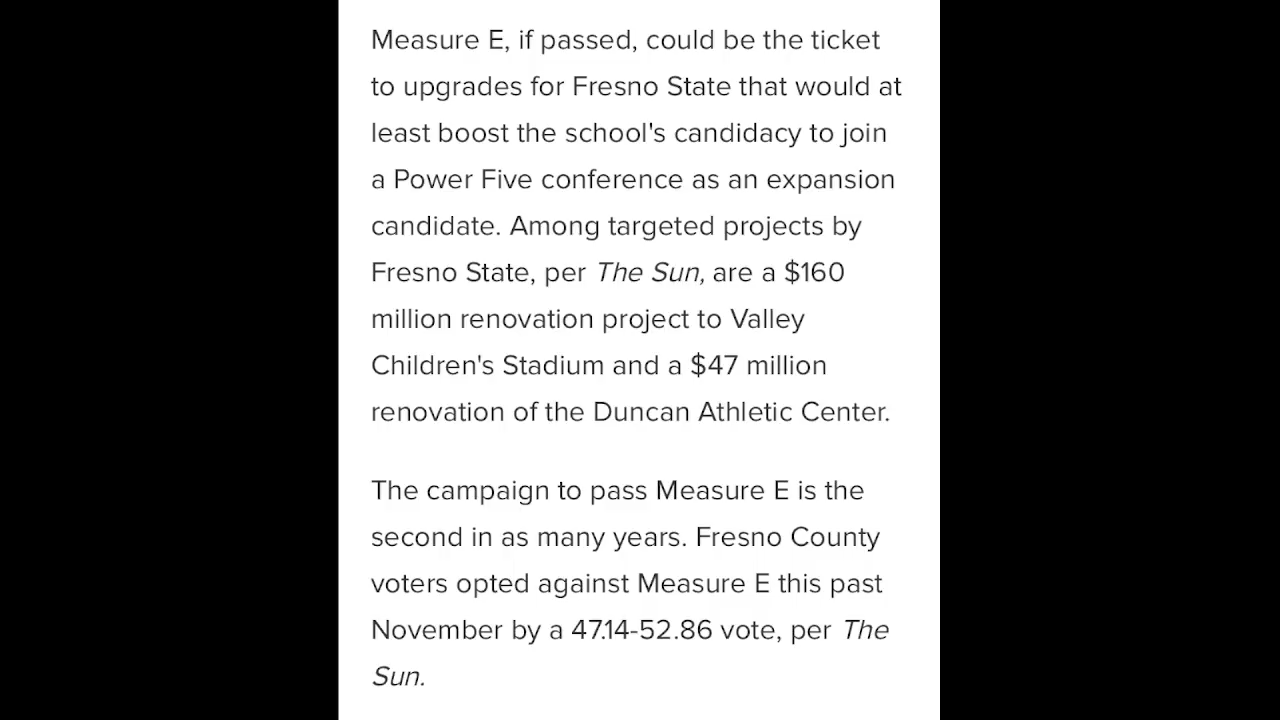 Measure E, if passed, could be the ticket
to upgrades for Fresno State that would at
least boost the school's candidacy to join
a Power Five conference as an expansion
candidate. Among targeted projects by
Fresno State, per The Sun, are a $160
million renovation project to Valley
Children's Stadium and a $47 million
renovation of the Duncan Athletic Center.
The campaign to pass Measure E is the
second in as many years. Fresno County
voters opted against Measure E this past
November by a 47.14-52.86 vote, per The
Sun.